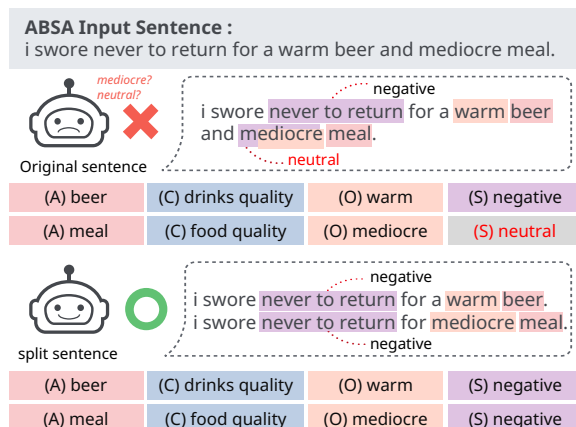 ABSA Input Sentence :
i swore never to return for a warm beer and mediocre meal.
mediocre?
neutral?
negative
i swore never to return for a warm beer
and mediocre meal.
neutral
Original sentence
(A) beer (C) drinks quality (O) warm (S) negative
(A) meal (C) food quality (O) mediocre (S) neutral
negative
i swore never to return for a warm beer.
i swore never to return for mediocre meal.
negative
split sentence
(A) beer (C) drinks quality (O) warm (S) negative
(A) meal (C) food quality (O) mediocre (S) negative